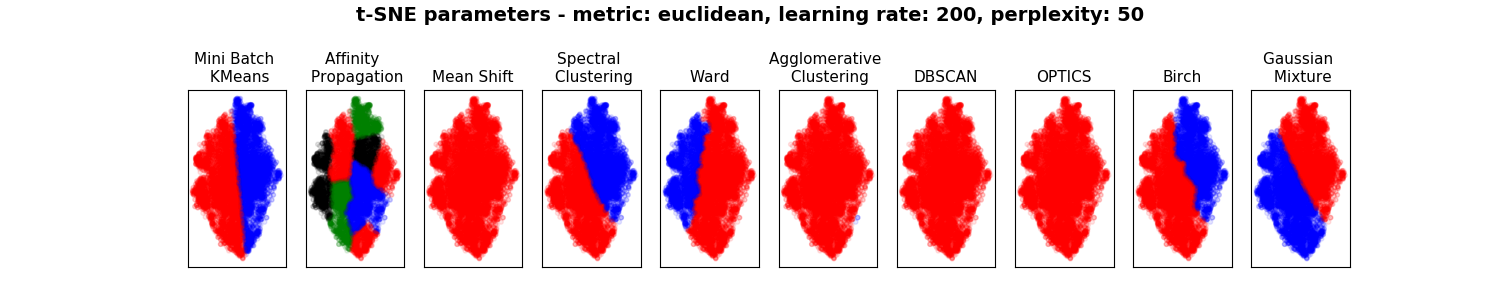 t-SNE parameters - metric: euclidean, learning rate: 200, perplexity: 50
Mini Batch
KMeans
Affinity
Propagation
Mean Shift
Spectral
Clustering
Ward
Agglomerative
Clustering
DBSCAN
OPTICS
Birch
Gaussian
Mixture